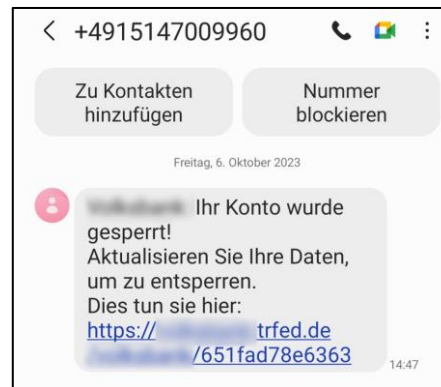 +4915147009960
Zu Kontakten
hinzufügen
Nummer
blockieren
Freitag, 6. Oktober 2023
Ihr Konto wurde
gesperrt!
Aktualisieren Sie Ihre Daten,
um zu entsperren.
Dies tun sie hier:
https:// trfed.de
/651fad78e6363
14:47